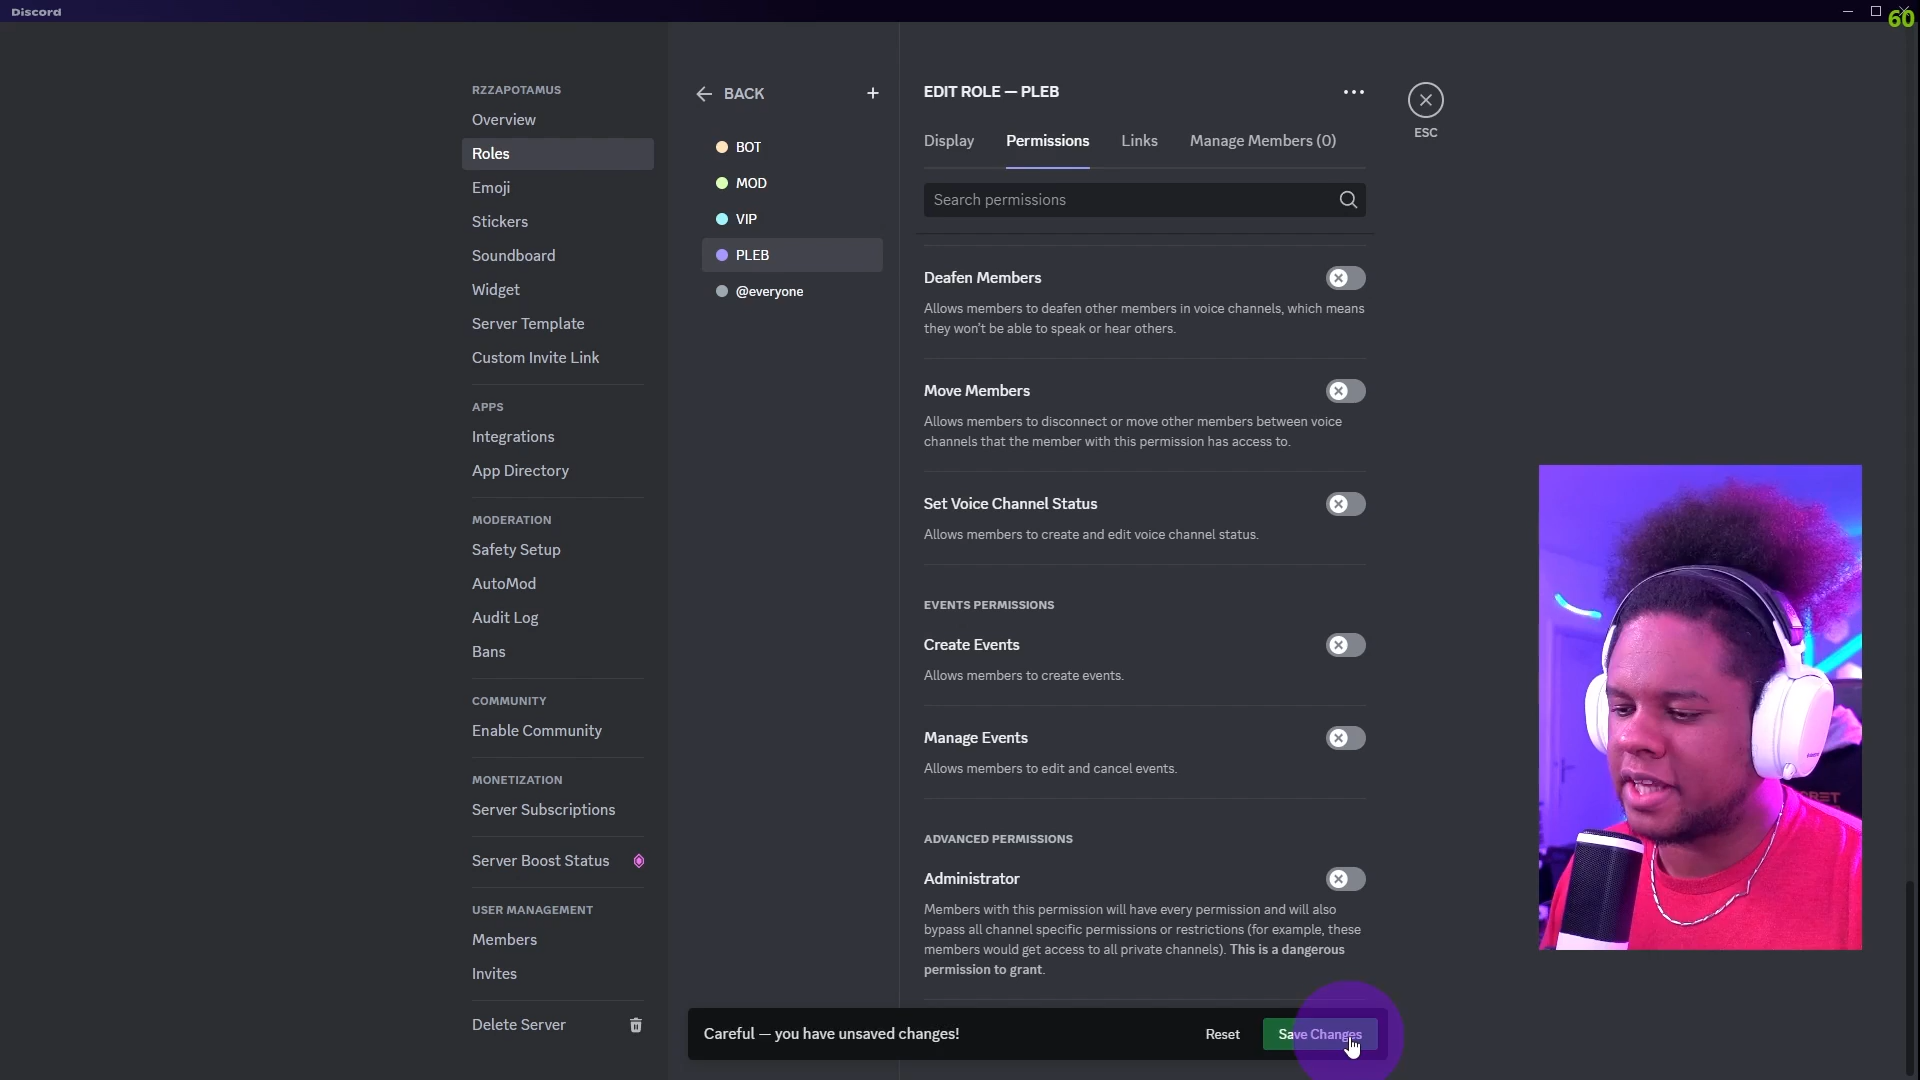 Discord
60
RZZAPOTAMUS
Overview
Roles
Emoji
Stickers
Soundboard
Widget
Server Template
Custom Invite Link
APPS
Integrations
App Directory
MODERATION
Safety Setup
AutoMod
Audit Log
Bans
COMMUNITY
Enable Community
MONETIZATION
Server Subscriptions
Server Boost Status
USER MANAGEMENT
Members
Invites
Delete Server
BACK
BOT
MOD
VIP
PLEB
@everyone
EDIT ROLE — PLEB
Display Permissions Links Manage Members (0)
Search permissions
Deafen Members
Allows members to deafen other members in voice channels, which means
they won't be able to speak or hear others.
Move Members
Allows members to disconnect or move other members between voice
channels that the member with this permission has access to.
Set Voice Channel Status
Allows members to create and edit voice channel status.
EVENTS PERMISSIONS
Create Events
Allows members to create events.
Manage Events
Allows members to edit and cancel events.
ADVANCED PERMISSIONS
Administrator
Members with this permission will have every permission and will also
bypass all channel specific permissions or restrictions (for example, these
members would get access to all private channels). This is a dangerous
permission to grant.
Careful — you have unsaved changes!
Reset
Save Changes
ESC